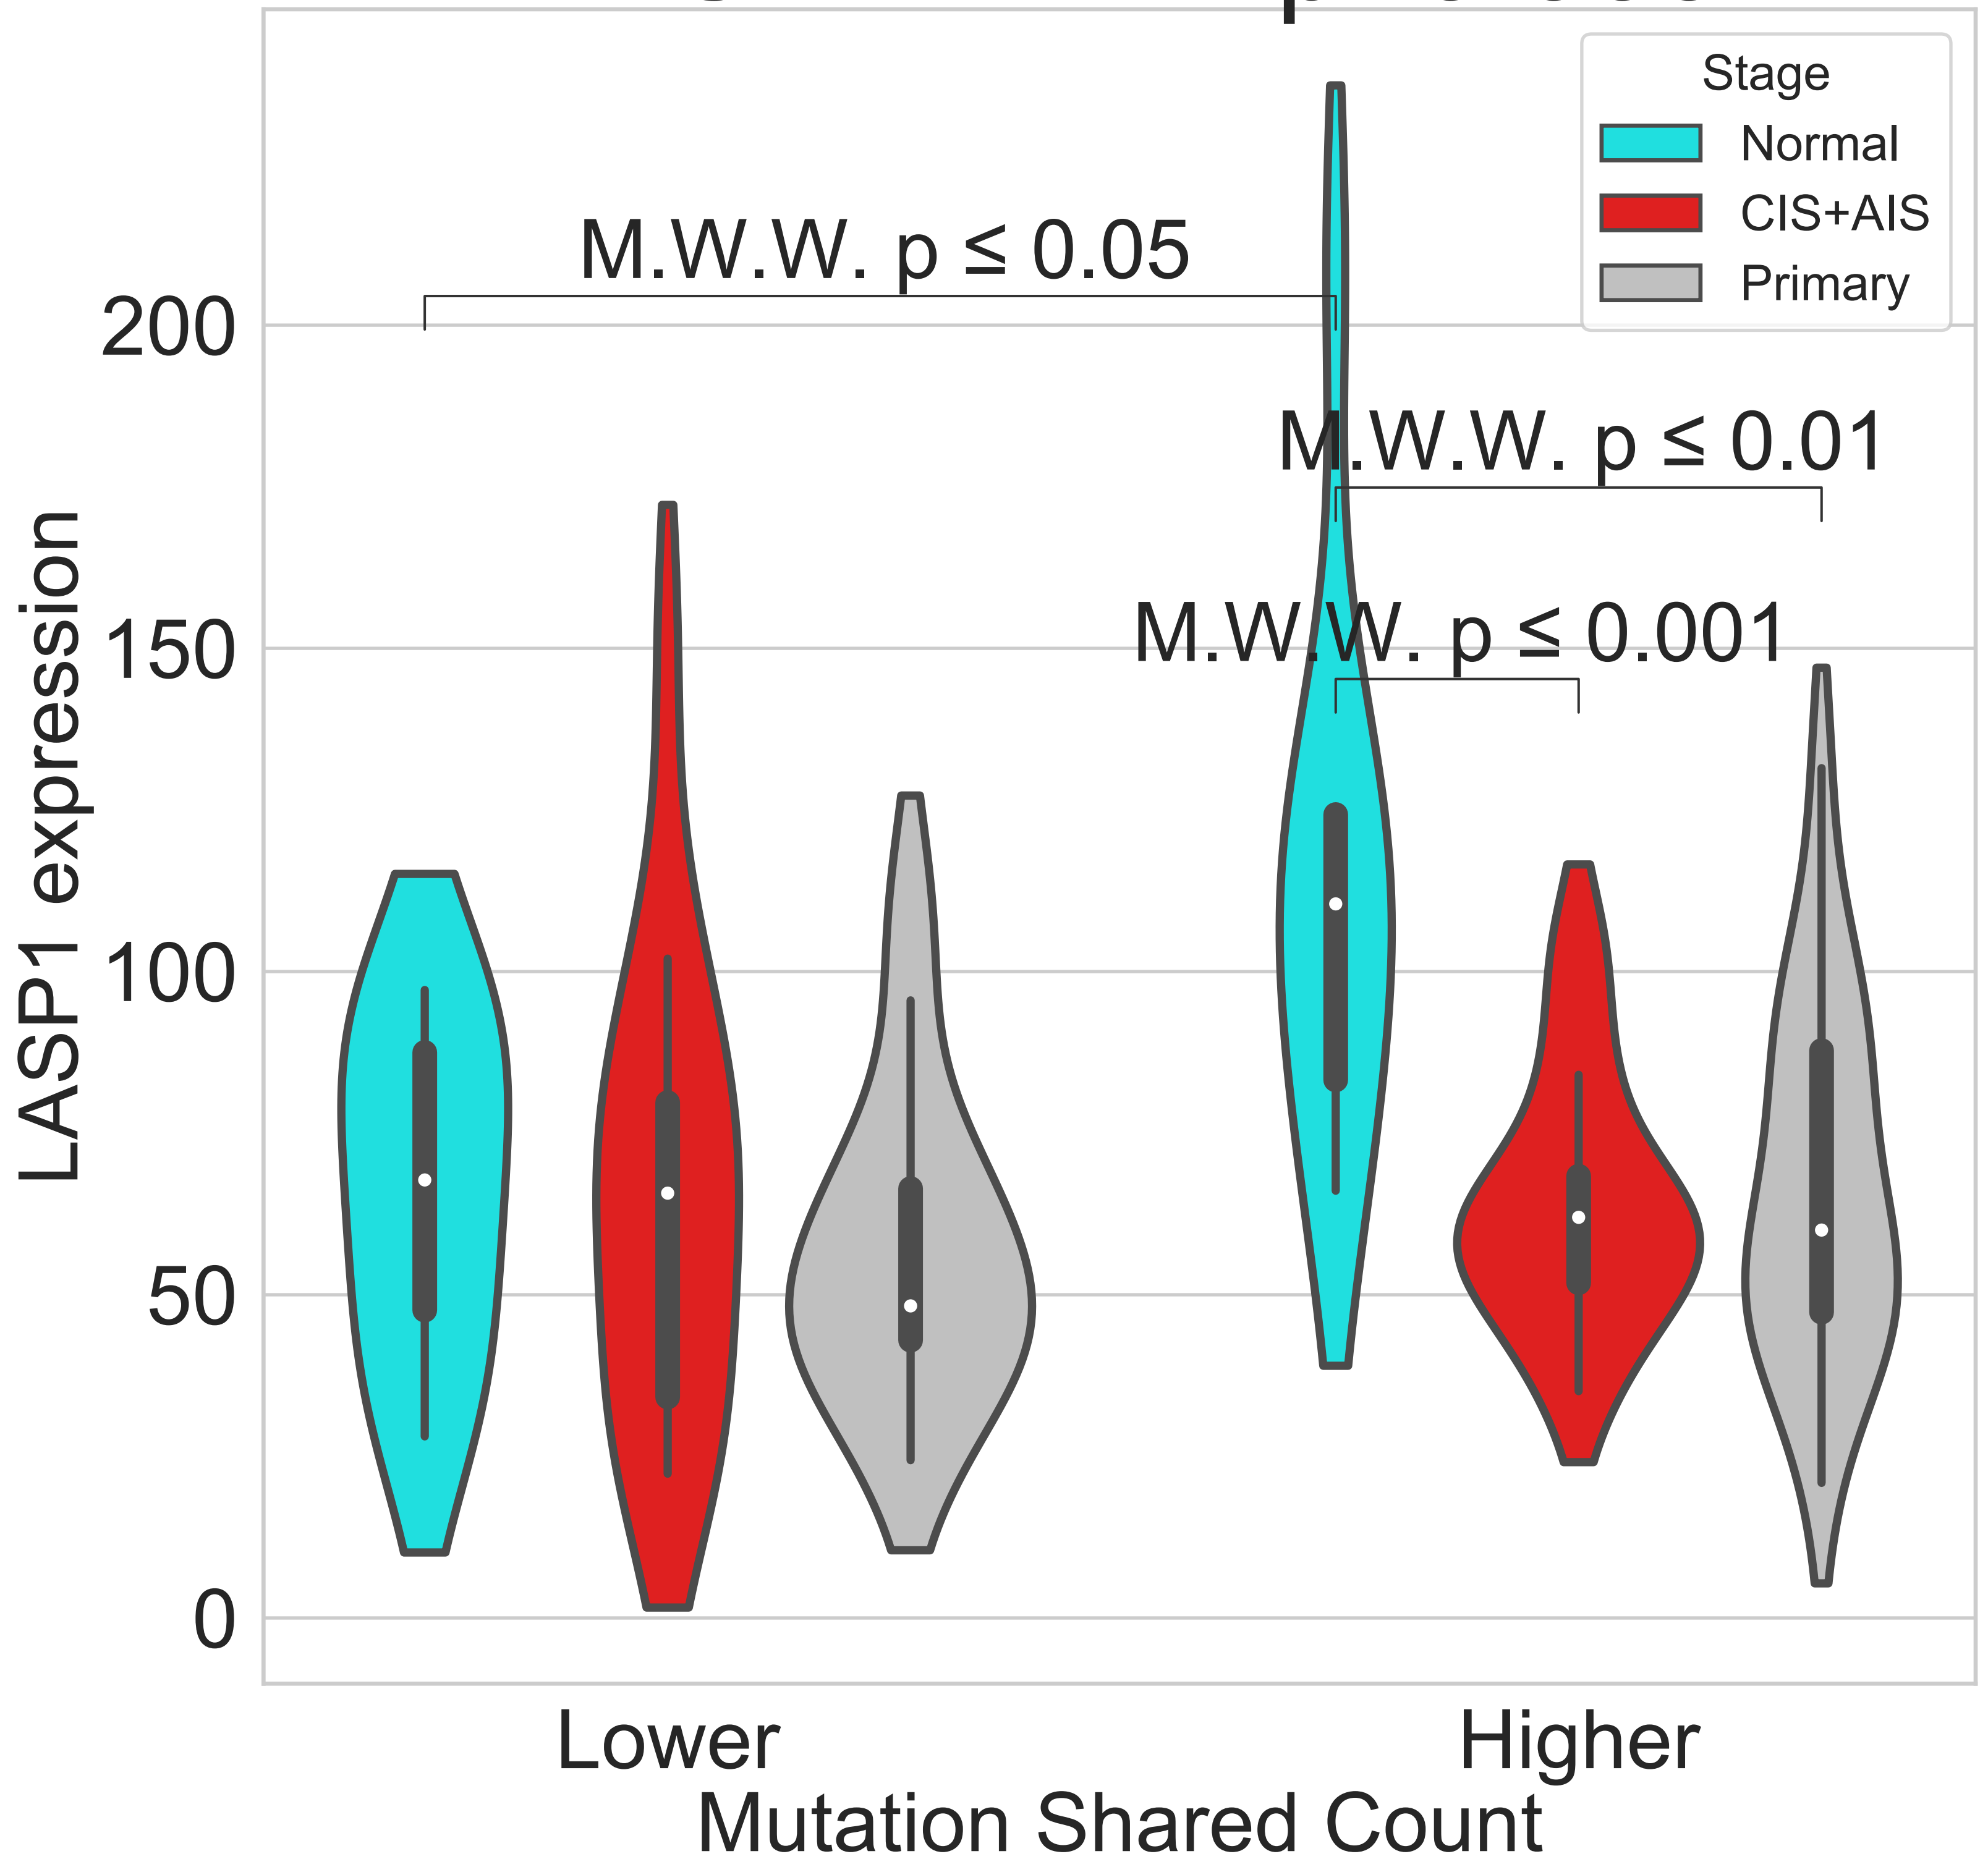 Stage
Normal
CIS+AIS
Primary
M.W.W. p ≤ 0.05
M.W.W. p ≤ 0.01
M.W.W. p ≤ 0.001
LASP1 expression
200
150
100
50
0
Lower
Higher
Mutation Shared Count